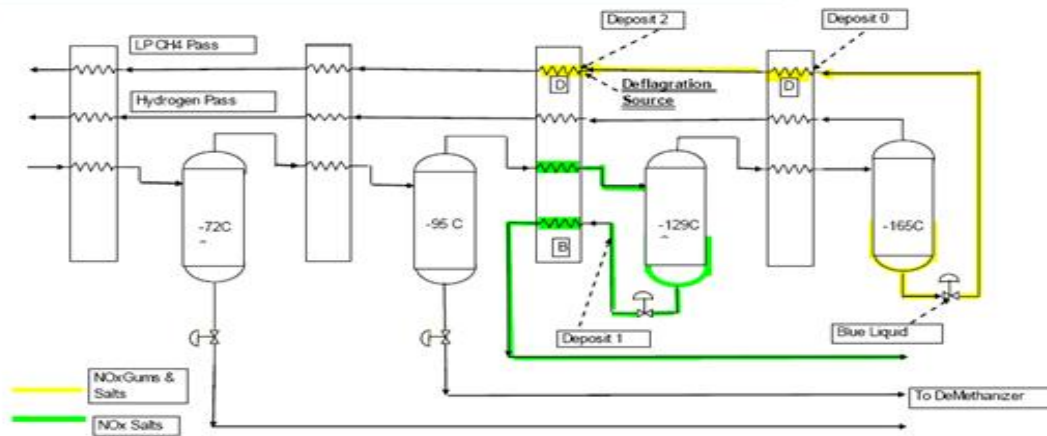 Deposit 2
Deposit 0
LP CH4 Pass
D
D
Deflagration
Source
Hydrogen Pass
-72C
-95 C
-129C
-165C
B
Deposit 1
Blue Liquid
NOxGums &
Salts
NOx Salts
To DeMethanizer